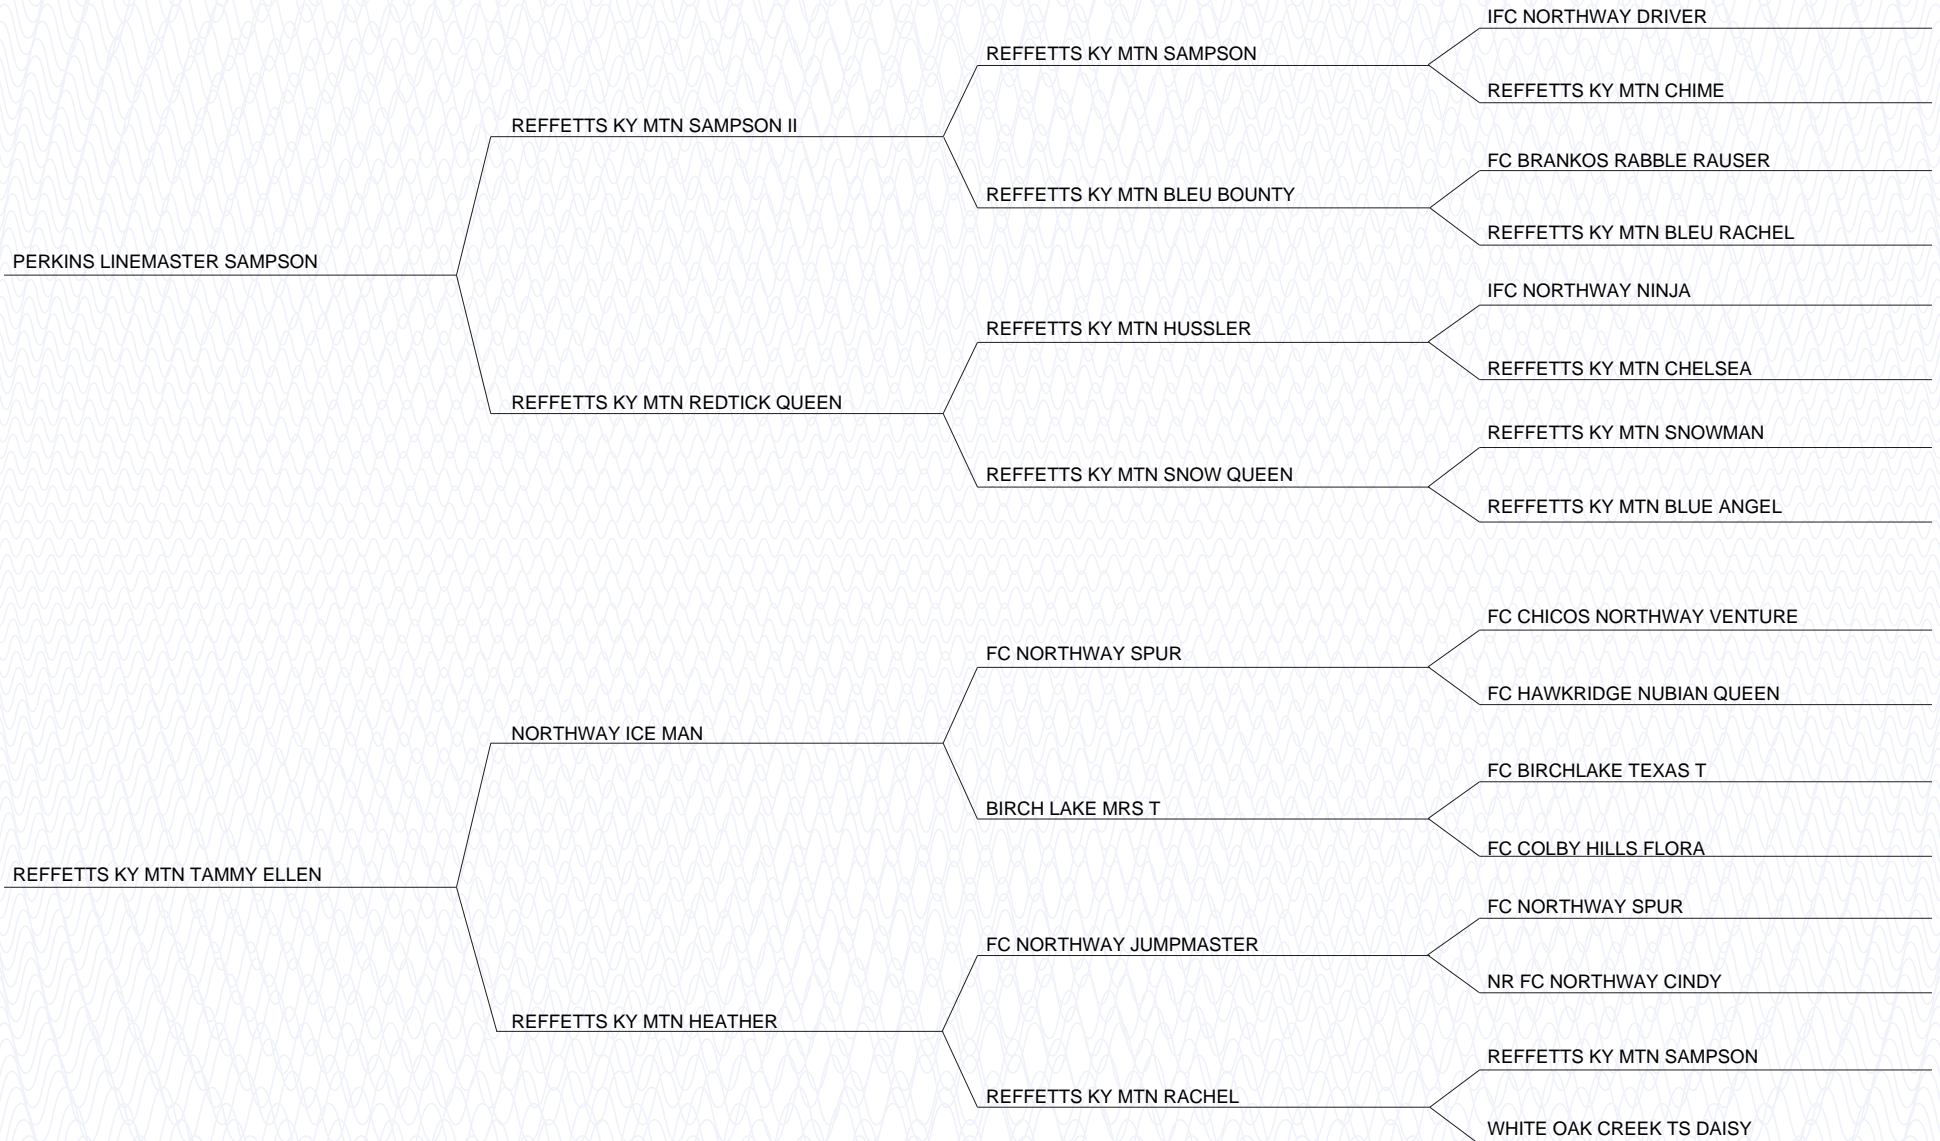 IFC NORTHWAY DRIVER
REFFETTS KY MTN SAMPSON
REFFETTS KY MTN CHIME
REFFETTS KY MTN SAMPSON II
FC BRANKOS RABBLE RAUSER
REFFETTS KY MTN BLEU BOUNTY
REFFETTS KY MTN BLEU RACHEL
PERKINS LINEMASTER SAMPSON
IFC NORTHWAY NINJA
REFFETTS KY MTN HUSSLER
REFFETTS KY MTN CHELSEA
REFFETTS KY MTN REDTICK QUEEN
REFFETTS KY MTN SNOWMAN
REFFETTS KY MTN SNOW QUEEN
REFFETTS KY MTN BLUE ANGEL
FC CHICOS NORTHWAY VENTURE
FC NORTHWAY SPUR
FC HAWKRIDGE NUBIAN QUEEN
NORTHWAY ICE MAN
FC BIRCHLAKE TEXAS T
BIRCH LAKE MRS T
FC COLBY HILLS FLORA
REFFETTS KY MTN TAMMY ELLEN
FC NORTHWAY SPUR
FC NORTHWAY JUMPMASTER
NR FC NORTHWAY CINDY
REFFETTS KY MTN HEATHER
REFFETTS KY MTN SAMPSON
REFFETTS KY MTN RACHEL
WHITE OAK CREEK TS DAISY